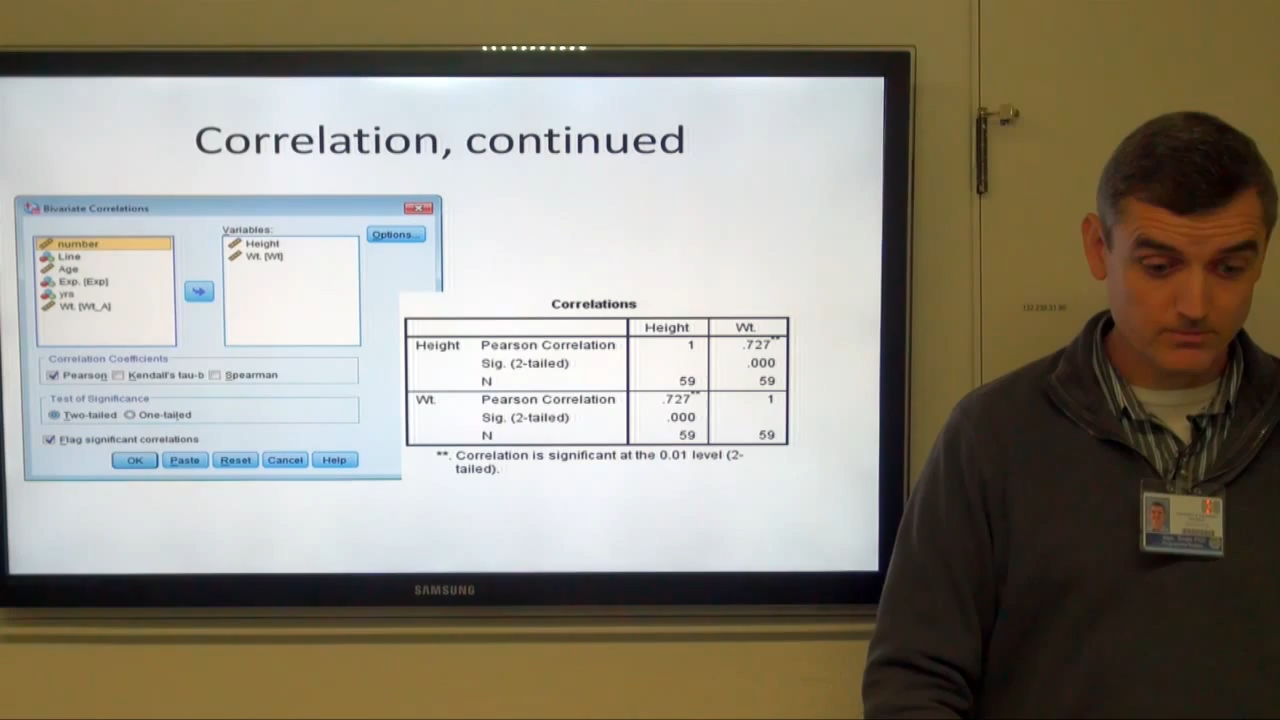 Correlation, continued
Bivariate Correlations
number
Line
Age
Exp. [Exp]
yrs
Wt. [Wt_A]
Variables:
Height
Wt. [Wt]
Options...
Correlation Coefficients
Pearson Kendall's tau-b Spearman
Test of Significance
Two-tailed One-tailed
Flag significant correlations
OK Paste Reset Cancel Help
Correlations
Height Wt.
Height Pearson Correlation 1 .727**
Sig. (2-tailed) .000
N 59 59
Wt. Pearson Correlation .727** 1
Sig. (2-tailed) .000
N 59 59
**. Correlation is significant at the 0.01 level (2-
tailed).
SAMSUNG